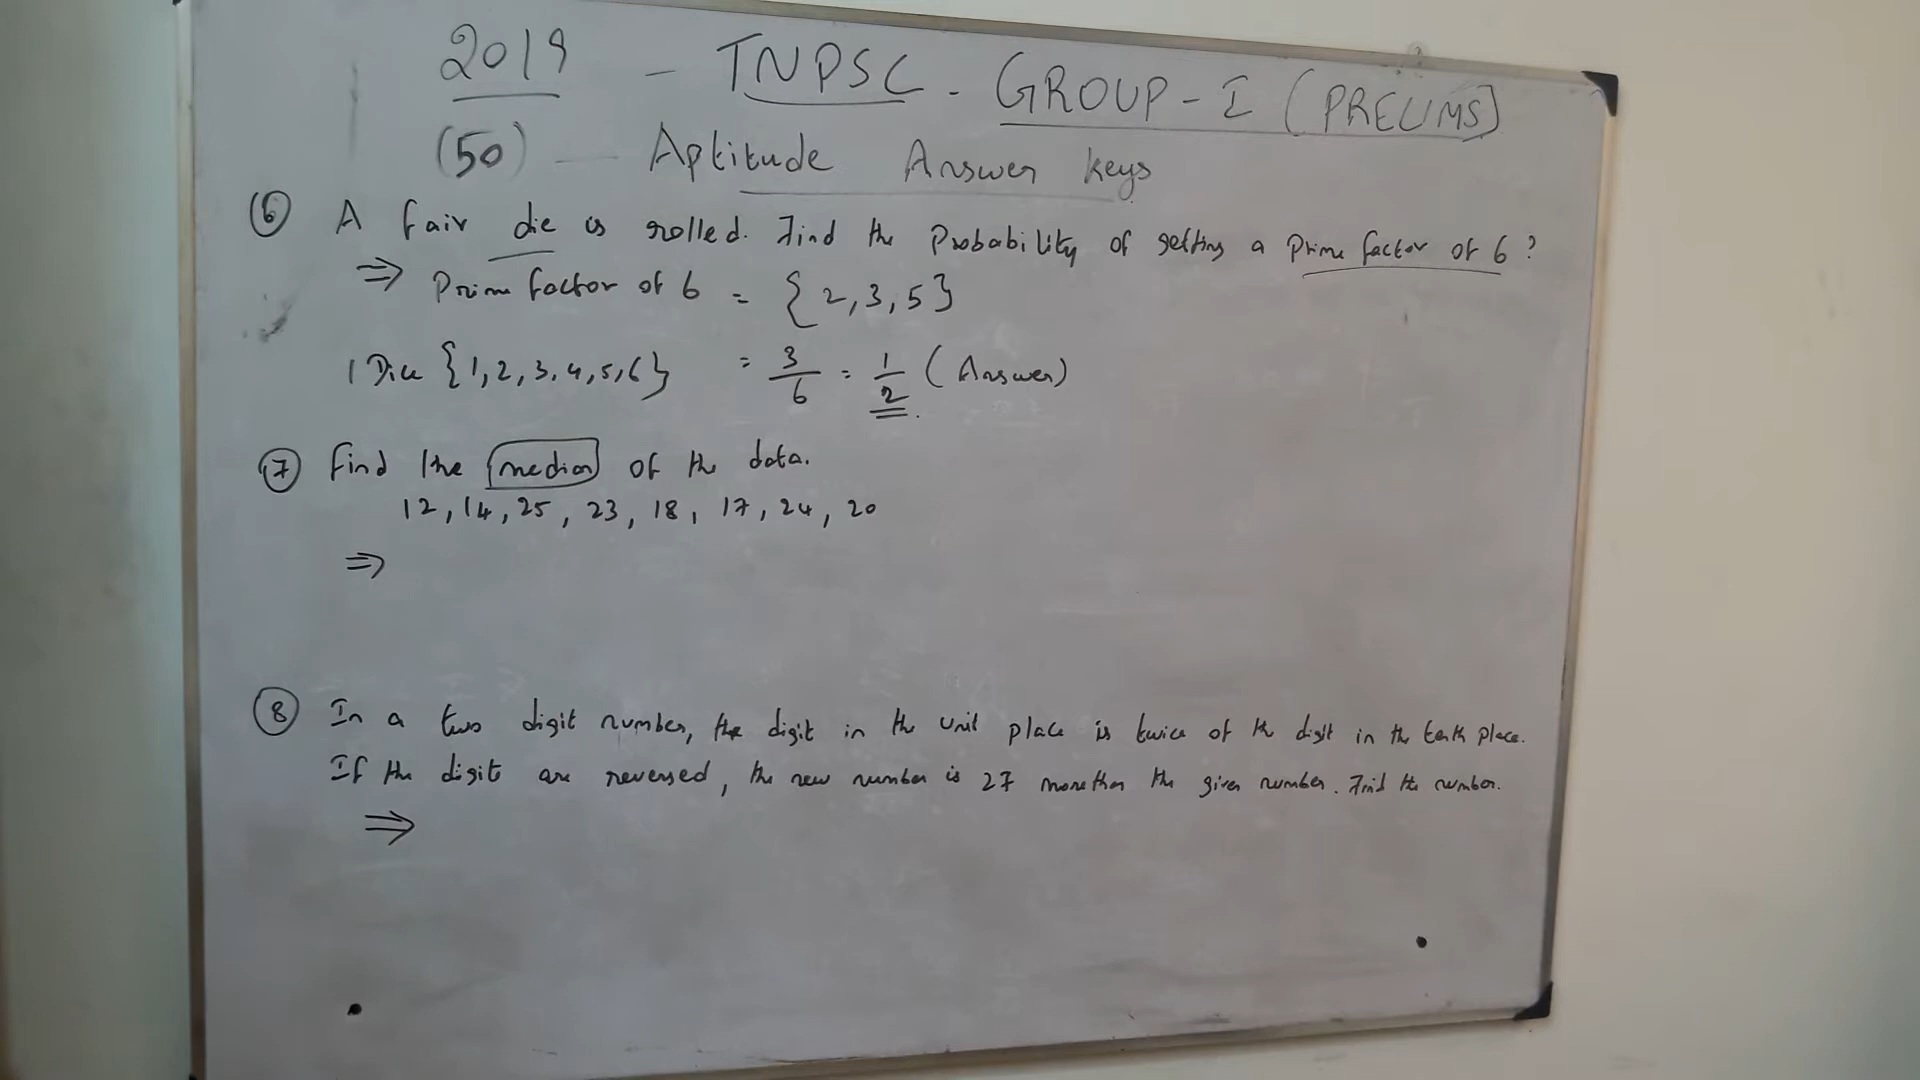 2019 - TNPSC - GROUP - I (PRELIMS)
(50) - Aptitude Answer keys
(6) A fair die is rolled. Find the Probability of getting a Prime factor of 6?
⇒ Prime factor of 6 = {2,3,5}
1 Dice {1,2,3,4,5,6} = 3/6 = 1/2 (Answer)
(7) Find the median of the data.
12, 14, 25, 23, 18, 17, 24, 20
⇒
(8) In a two digit number, the digit in the unit place is twice of the digit in the tenth place.
If the digits are reversed, the new number is 27 more than the given number. Find the number.
⇒